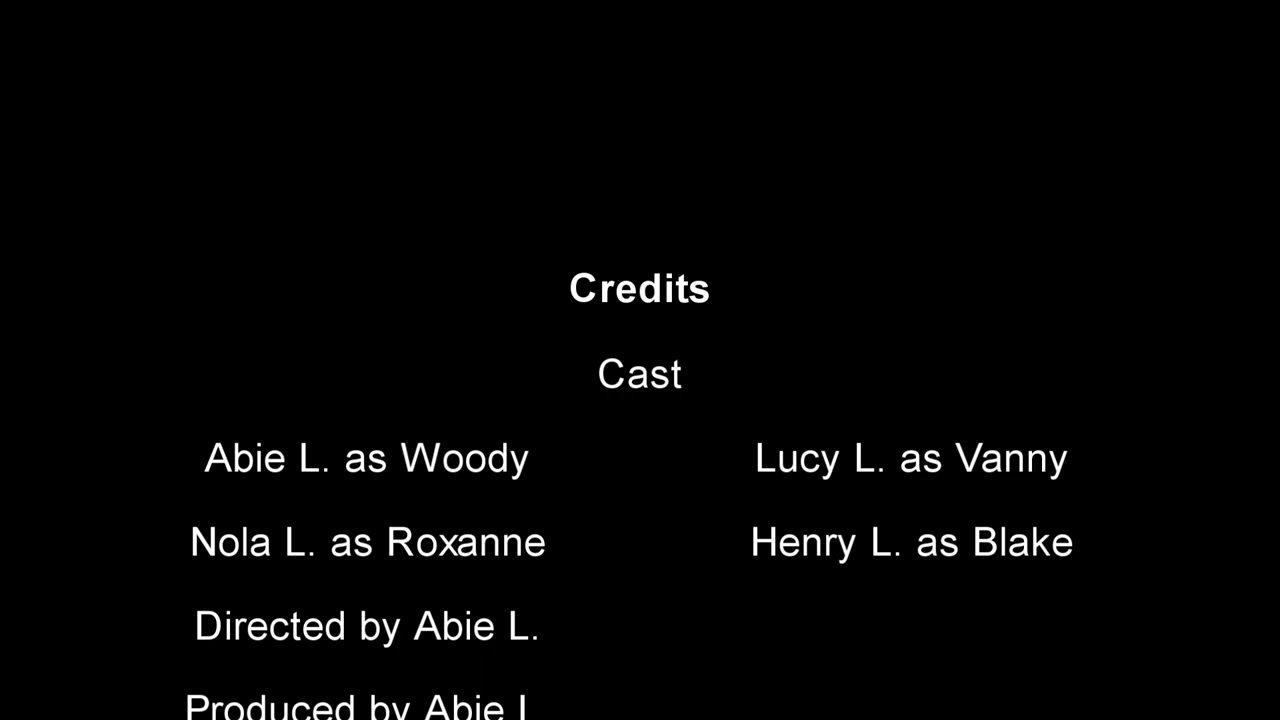 Credits
Cast
Abie L. as Woody
Lucy L. as Vanny
Nola L. as Roxanne
Henry L. as Blake
Directed by Abie L.
Produced by Abie L